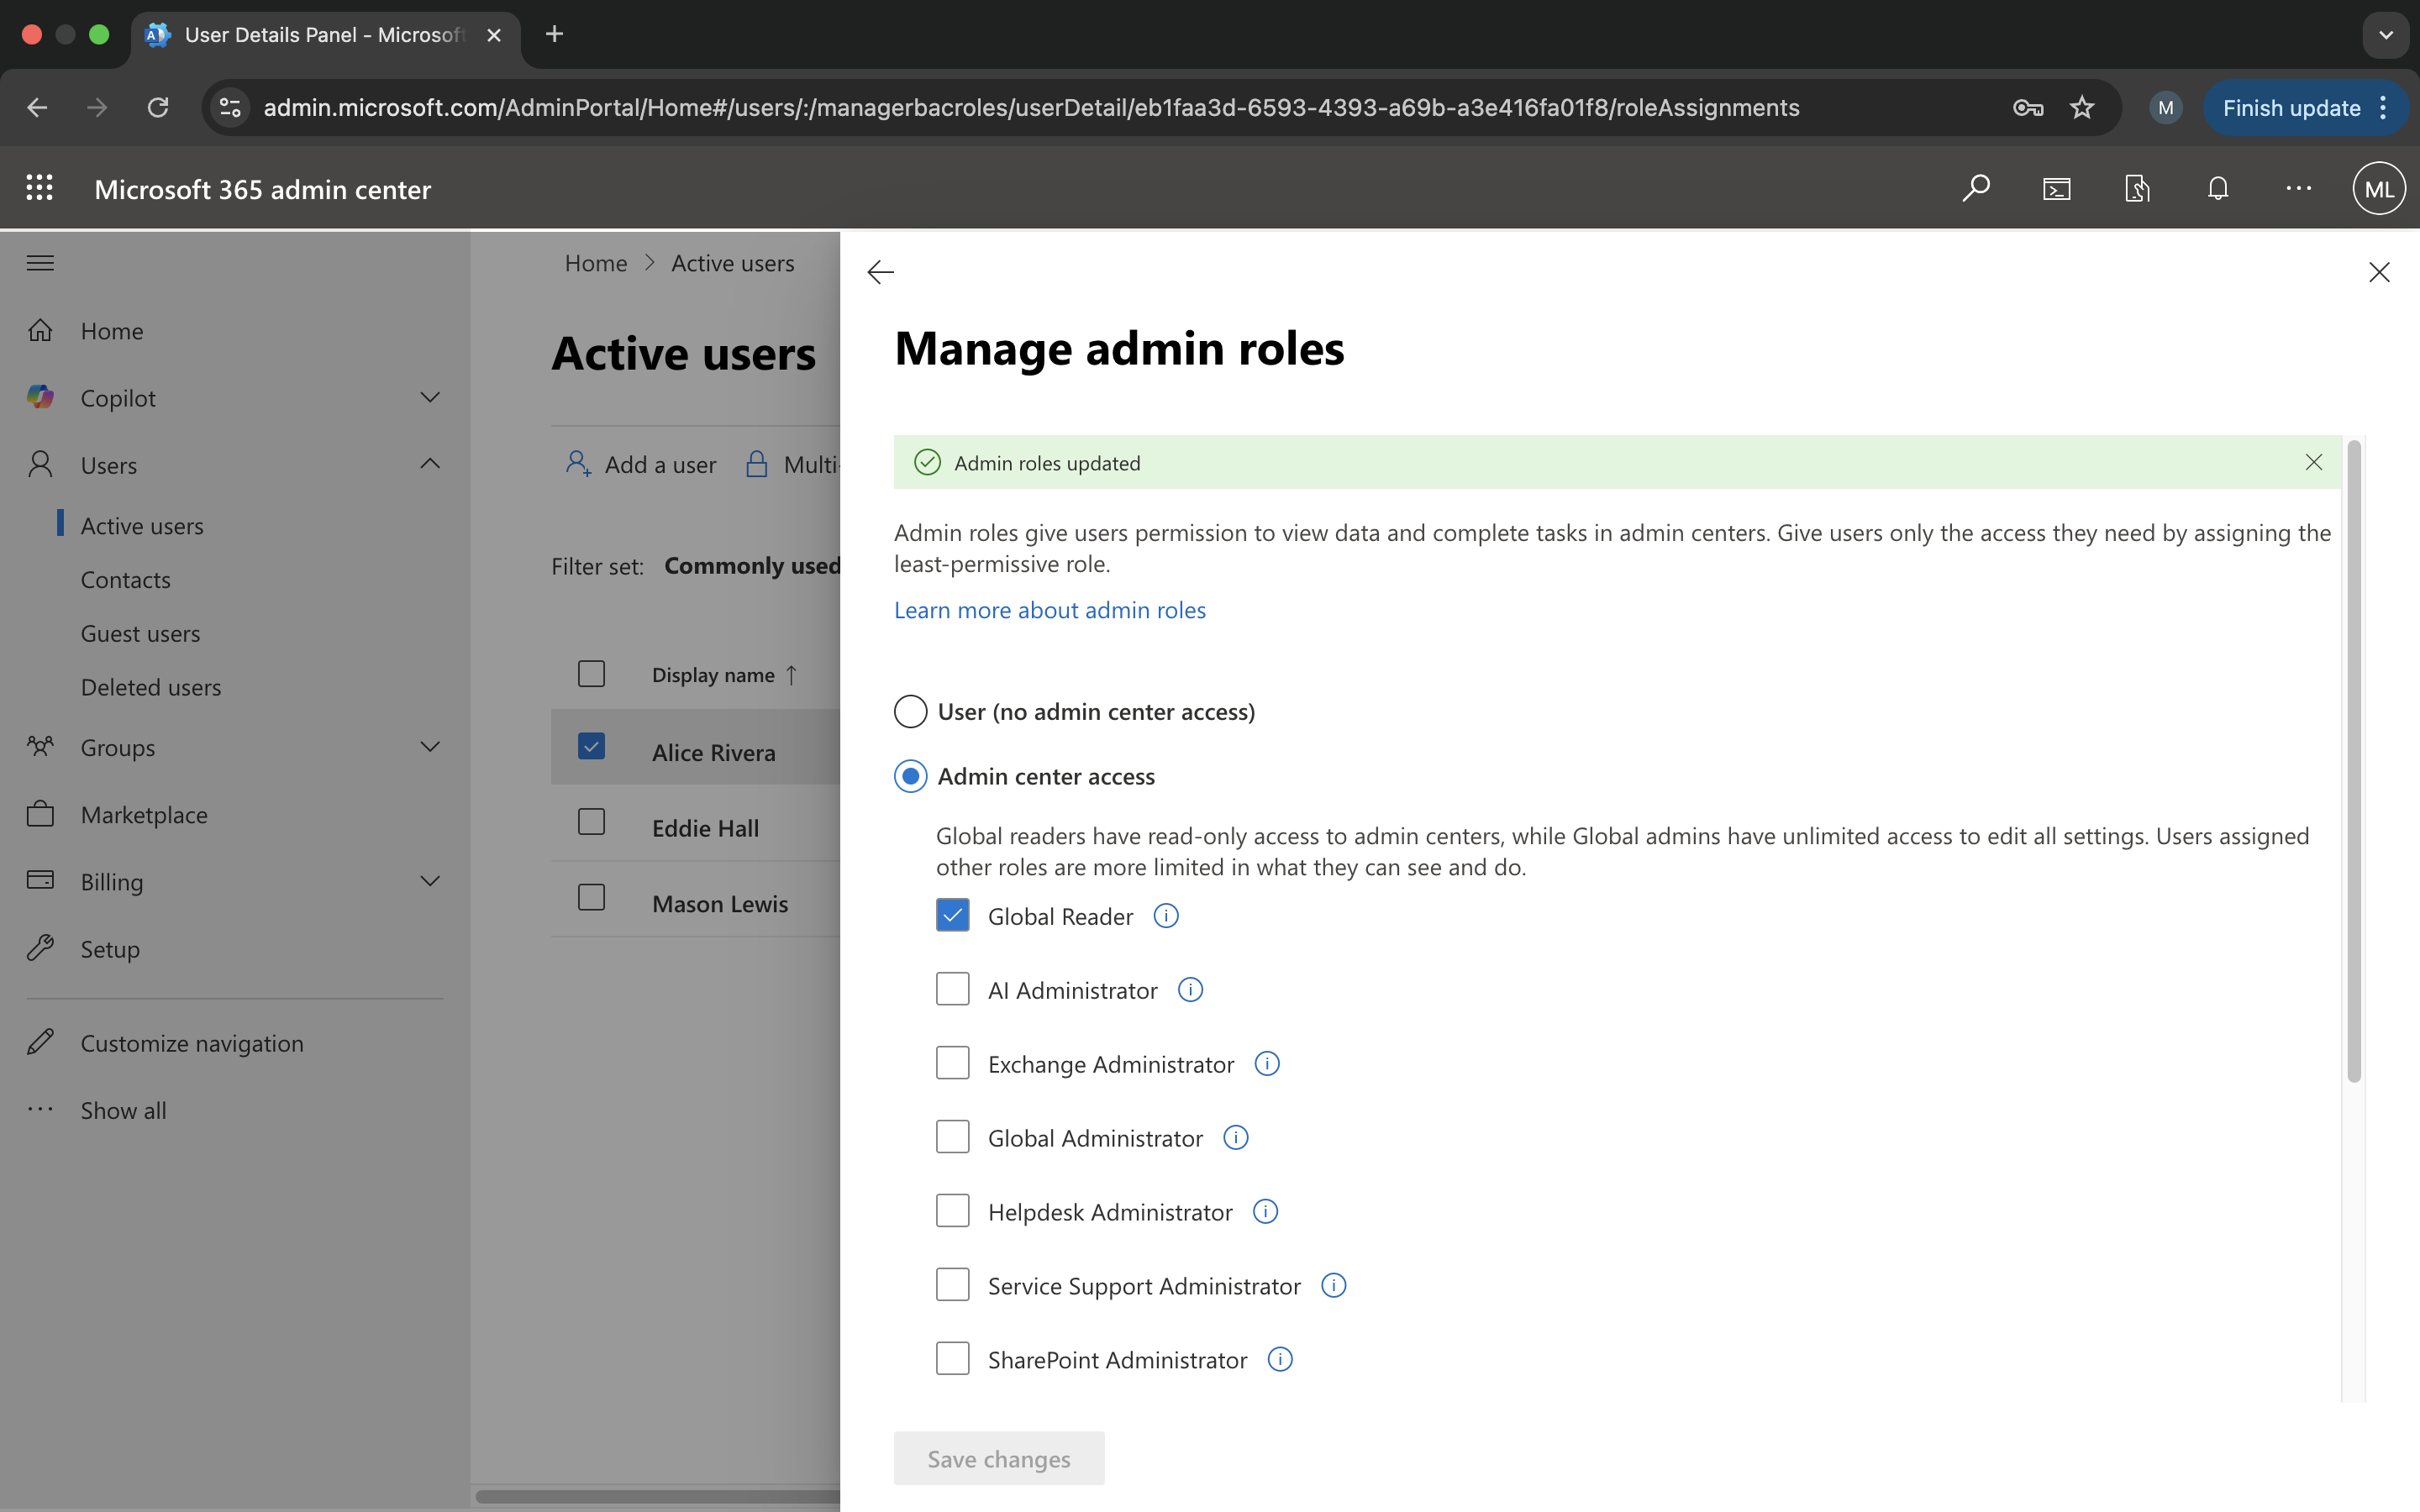 User Details Panel - Microsoft
admin.microsoft.com/AdminPortal/Home#/users/:/managerbacroles/userDetail/eb1faa3d-6593-4393-a69b-a3e416fa01f8/roleAssignments
M
Finish update
Microsoft 365 admin center
ML
Home
Copilot
Users
Active users
Contacts
Guest users
Deleted users
Groups
Marketplace
Billing
Setup
Customize navigation
Show all
Home > Active users
Active users
Add a user
Multi-
Filter set: Commonly used
Display name ↑
Alice Rivera
Eddie Hall
Mason Lewis
Manage admin roles
Admin roles updated
Admin roles give users permission to view data and complete tasks in admin centers. Give users only the access they need by assigning the
least-permissive role.
Learn more about admin roles
User (no admin center access)
Admin center access
Global readers have read-only access to admin centers, while Global admins have unlimited access to edit all settings. Users assigned
other roles are more limited in what they can see and do.
Global Reader
AI Administrator
Exchange Administrator
Global Administrator
Helpdesk Administrator
Service Support Administrator
SharePoint Administrator
Save changes